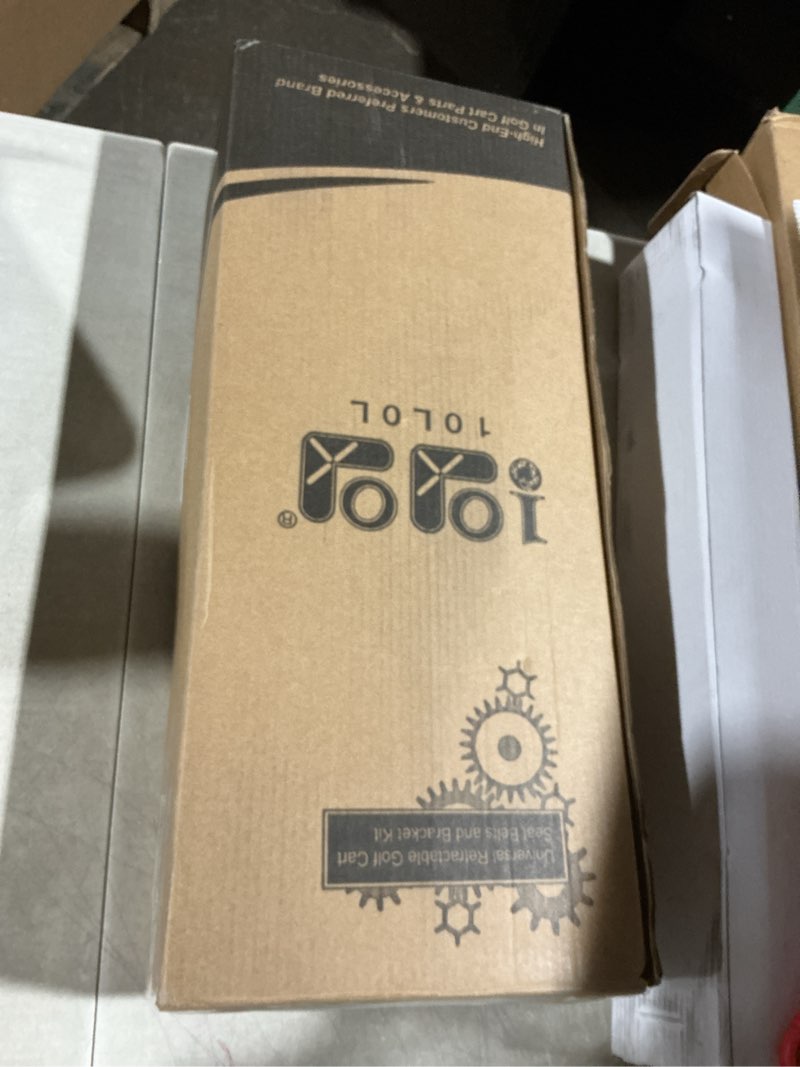 Universal Retractable Golf Cart
Seat Belts and Bracket Kit
10L0L®
10L0L
High-End Customers Preferred Brand
In Golf Cart Parts & Accessories